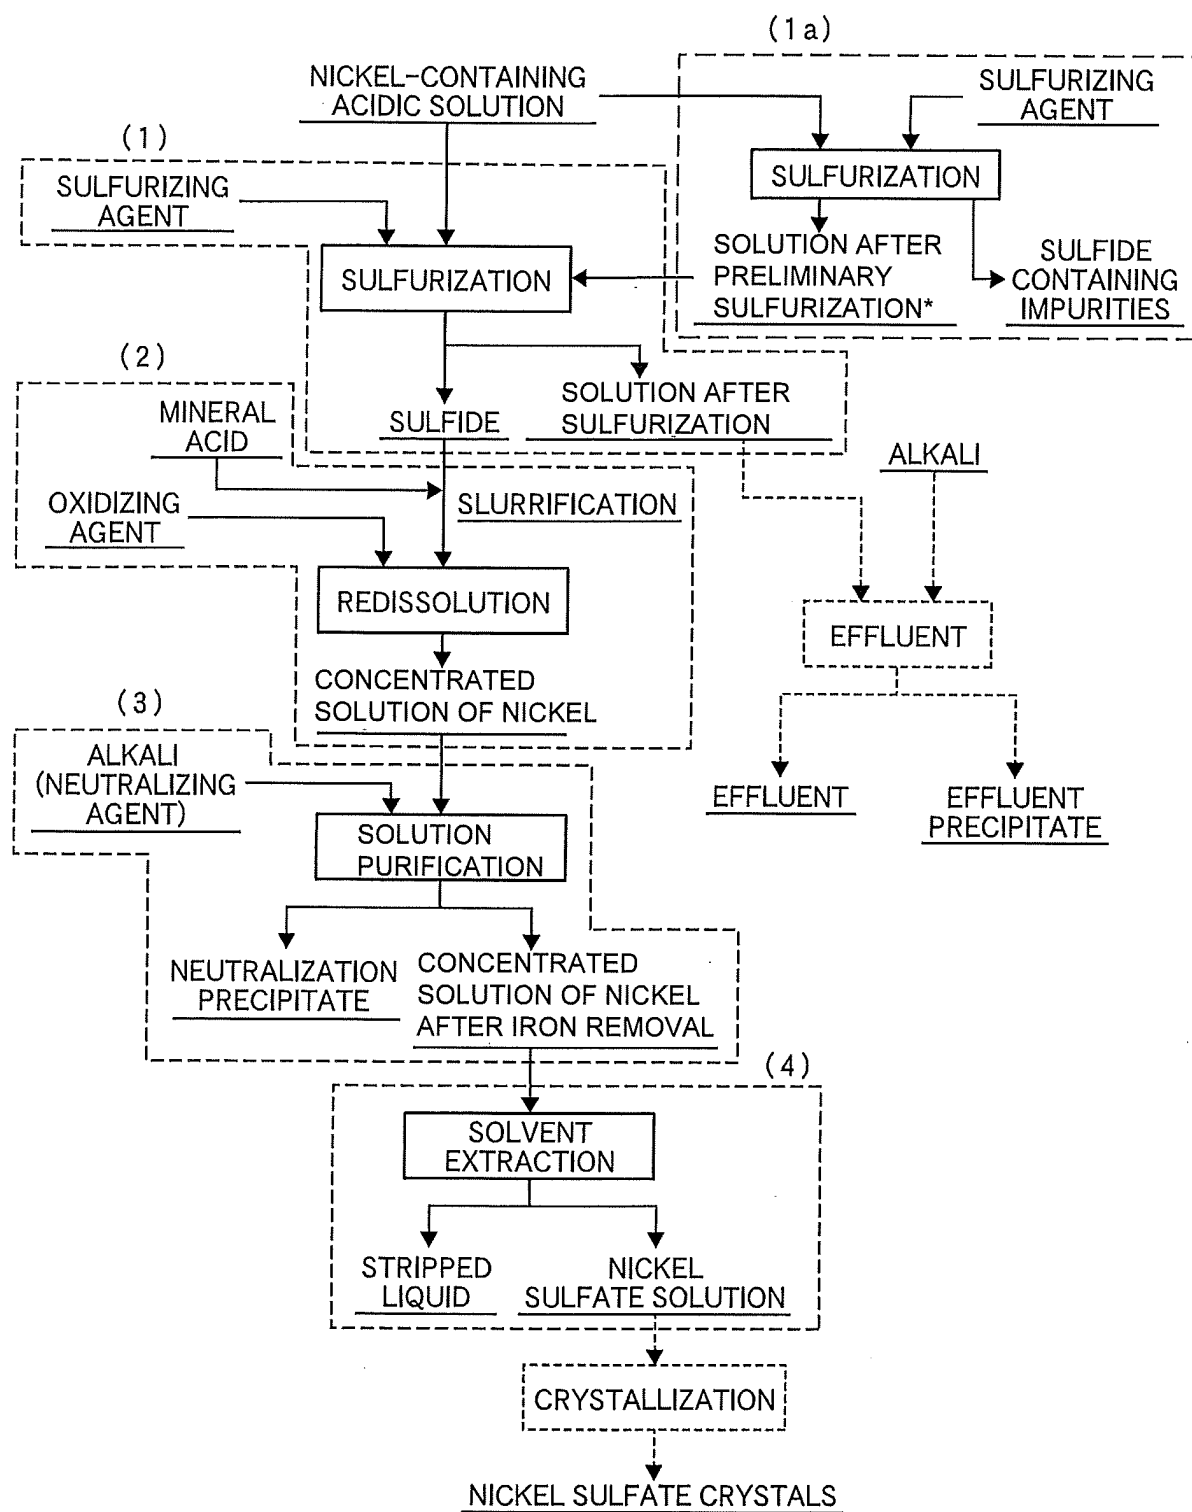 (1a)
NICKEL-CONTAINING
ACIDIC SOLUTION
SULFURIZING
AGENT
(1)
SULFURIZING
AGENT
SULFURIZATION
SULFURIZATION
SOLUTION AFTER
PRELIMINARY
SULFURIZATION*
SULFIDE
CONTAINING
IMPURITIES
(2)
MINERAL
ACID
SULFIDE
SOLUTION AFTER
SULFURIZATION
ALKALI
OXIDIZING
AGENT
SLURRIFICATION
REDISSOLUTION
EFFLUENT
CONCENTRATED
SOLUTION OF NICKEL
(3)
ALKALI
(NEUTRALIZING
AGENT)
EFFLUENT
EFFLUENT
PRECIPITATE
SOLUTION
PURIFICATION
NEUTRALIZATION
PRECIPITATE
CONCENTRATED
SOLUTION OF NICKEL
AFTER IRON REMOVAL
(4)
SOLVENT
EXTRACTION
STRIPPED
LIQUID
NICKEL
SULFATE SOLUTION
CRYSTALLIZATION
NICKEL SULFATE CRYSTALS